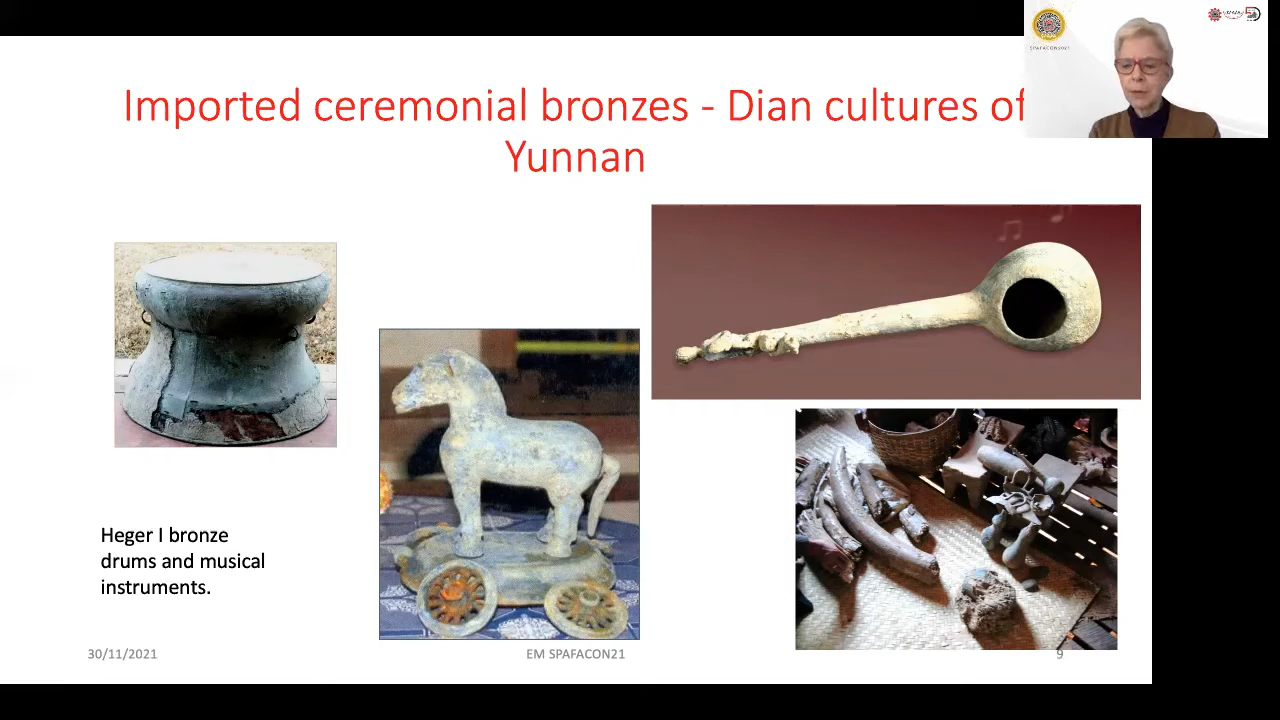 Imported ceremonial bronzes - Dian cultures of
Yunnan
Heger I bronze
drums and musical
instruments.
30/11/2021
EM SPAFACON21
9
SPAFACON2021